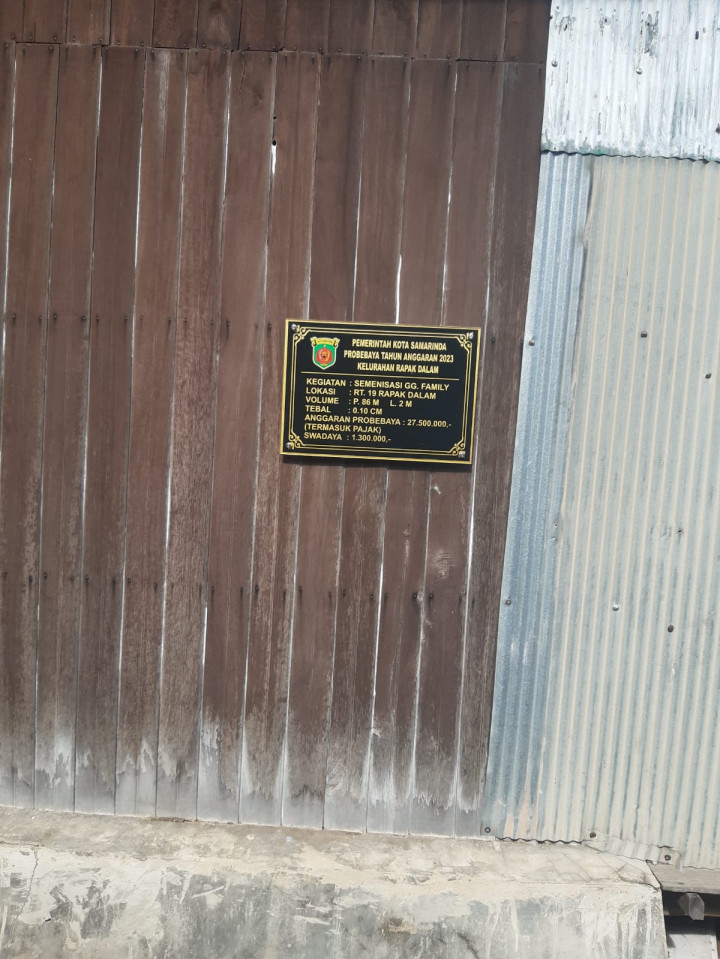 PEMERINTAH KOTA SAMARINDA
PROBEBAYA TAHUN ANGGARAN 2023
KELURAHAN RAPAK DALAM
KEGIATAN : SEMENISASI GG. FAMILY
LOKASI : RT. 19 RAPAK DALAM
VOLUME : P. 86 M L. 2 M
TEBAL : 0.10 CM
ANGGARAN PROBEBAYA : 27.500.000,-
(TERMASUK PAJAK)
SWADAYA : 1.300.000,-